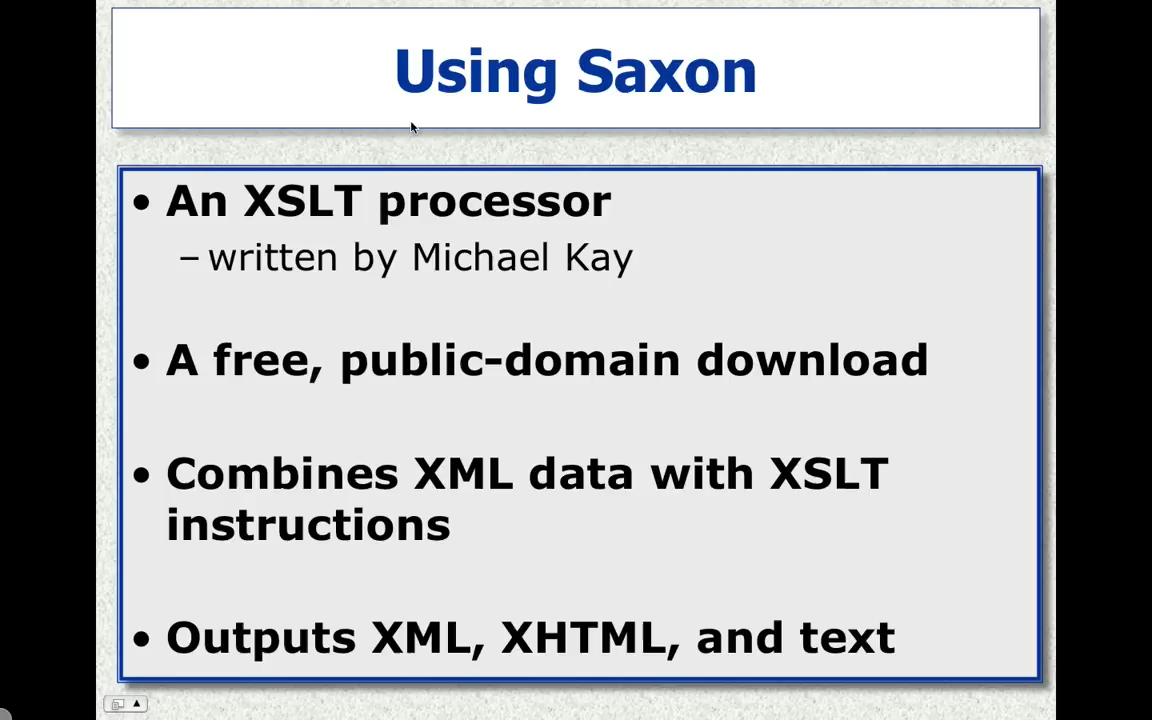 Using Saxon
• An XSLT processor
– written by Michael Kay
• A free, public-domain download
• Combines XML data with XSLT
instructions
• Outputs XML, XHTML, and text